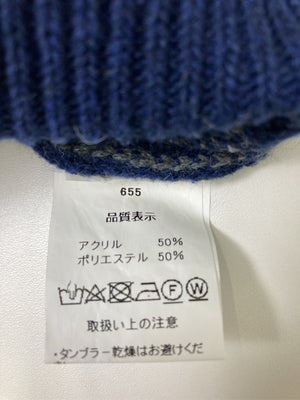 655
品質表示
アクリル 50%
ポリエステル 50%
F W
取扱い上の注意
・タンブラー乾燥はお避けくだ